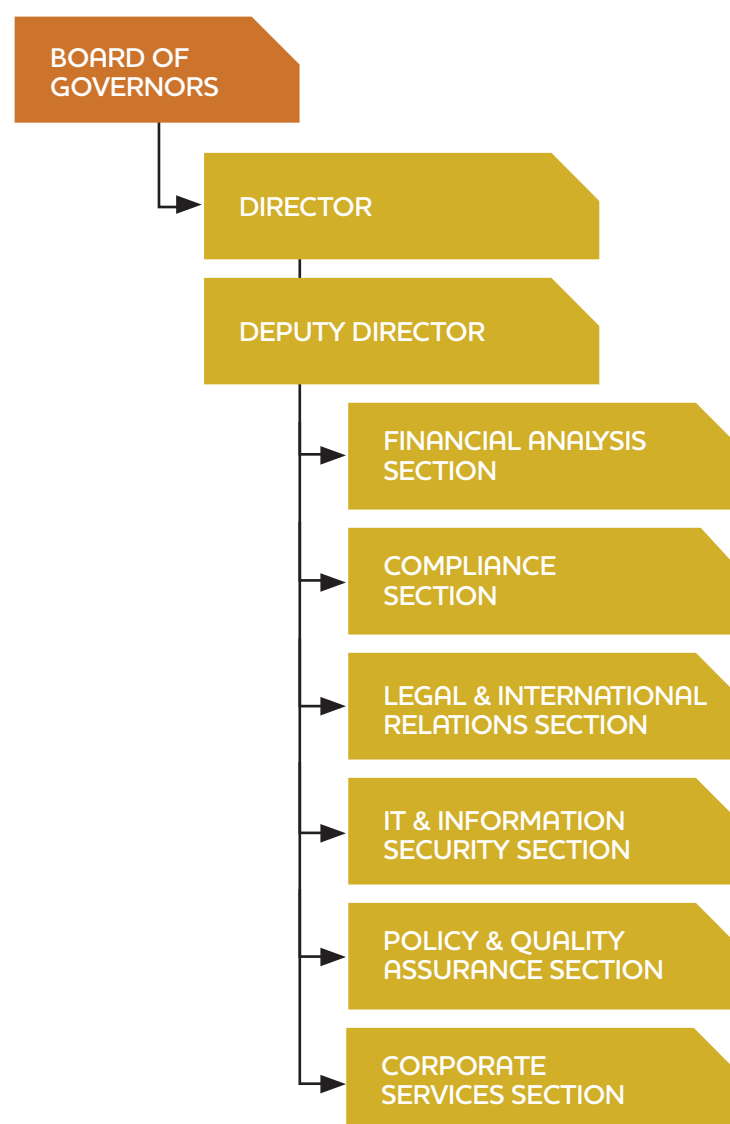 BOARD OF
GOVERNORS
DIRECTOR
DEPUTY DIRECTOR
FINANCIAL ANALYSIS
SECTION
COMPLIANCE
SECTION
LEGAL & INTERNATIONAL
RELATIONS SECTION
IT & INFORMATION
SECURITY SECTION
POLICY & QUALITY
ASSURANCE SECTION
CORPORATE
SERVICES SECTION